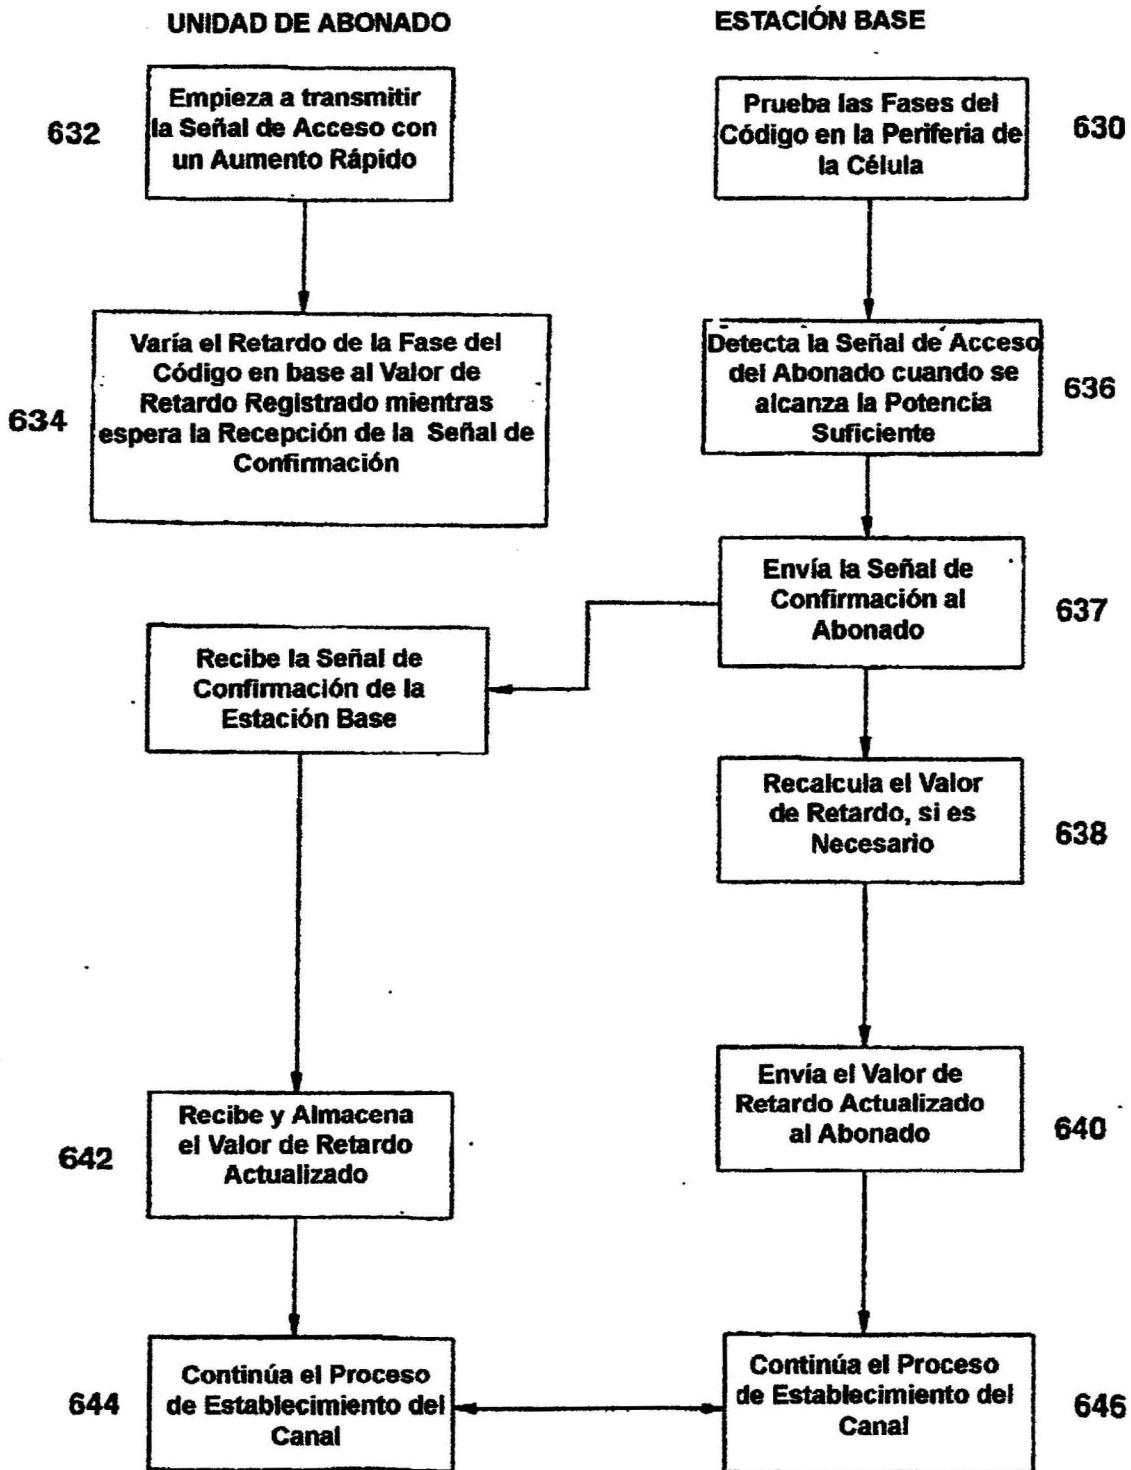 UNIDAD DE ABONADO
ESTACIÓN BASE
632
Empieza a transmitir
la Señal de Acceso con
un Aumento Rápido
Prueba las Fases del
Código en la Periferia de
la Célula
630
634
Varía el Retardo de la Fase del
Código en base al Valor de
Retardo Registrado mientras
espera la Recepción de la Señal de
Confirmación
Detecta la Señal de Acceso
del Abonado cuando se
alcanza la Potencia
Suficiente
636
Envía la Señal de
Confirmación al
Abonado
637
Recibe la Señal de
Confirmación de la
Estación Base
Recalcula el Valor
de Retardo, si es
Necesario
638
Envía el Valor de
Retardo Actualizado
al Abonado
640
642
Recibe y Almacena
el Valor de Retardo
Actualizado
644
Continúa el Proceso
de Establecimiento del
Canal
Continúa el Proceso
de Establecimiento del
Canal
646